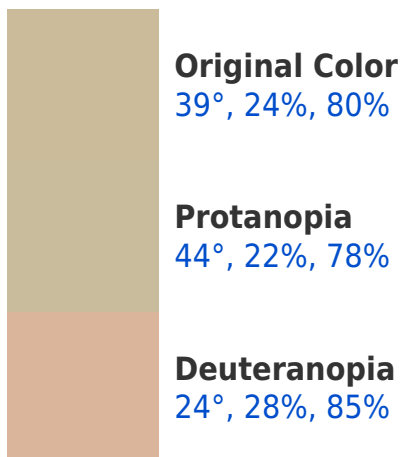 Original Color
39°, 24%, 80%
Protanopia
44°, 22%, 78%
Deuteranopia
24°, 28%, 85%